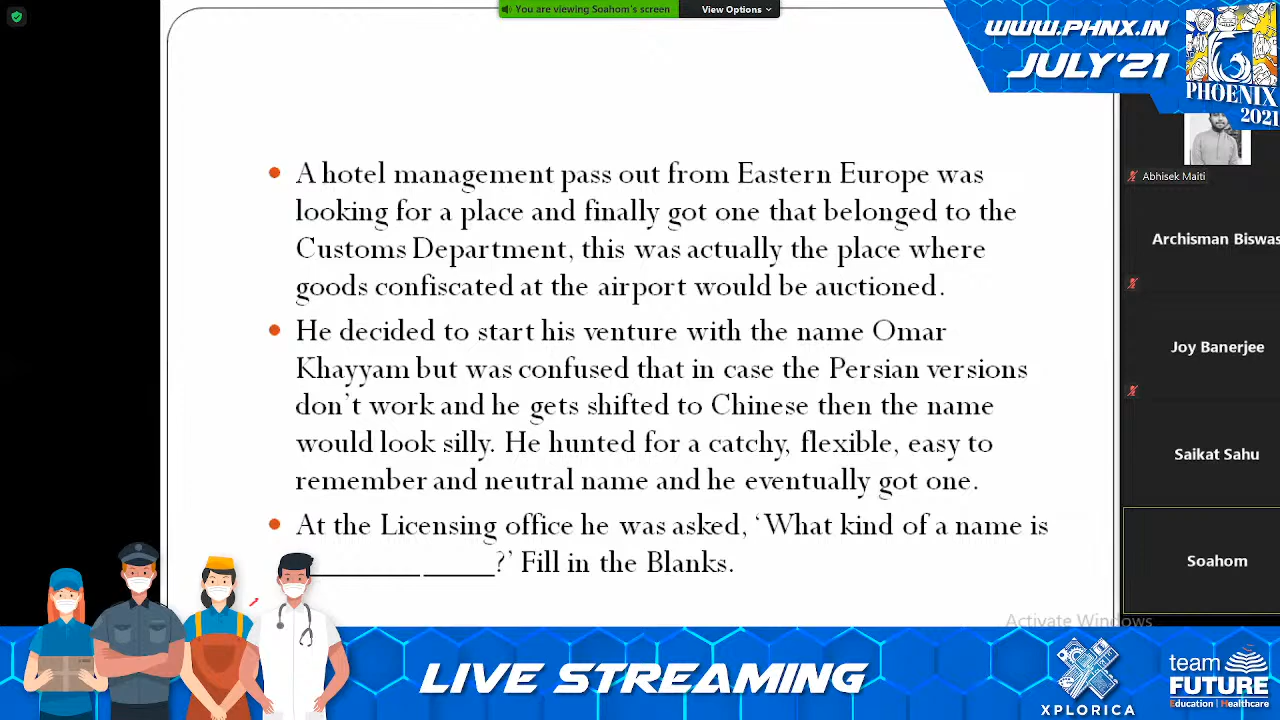 You are viewing Soahom's screen
View Options
WWW.PHNX.IN
JULY'21
PHOENIX
2021
Abhisek Maiti
Archisman Biswas
Joy Banerjee
Saikat Sahu
Soahom
• A hotel management pass out from Eastern Europe was
looking for a place and finally got one that belonged to the
Customs Department, this was actually the place where
goods confiscated at the airport would be auctioned.
• He decided to start his venture with the name Omar
Khayyam but was confused that in case the Persian versions
don't work and he gets shifted to Chinese then the name
would look silly. He hunted for a catchy, flexible, easy to
remember and neutral name and he eventually got one.
• At the Licensing office he was asked, 'What kind of a name is
________ _____?' Fill in the Blanks.
Activate Windows
LIVE STREAMING
XPLORICA
team
FUTURE
Education | Healthcare